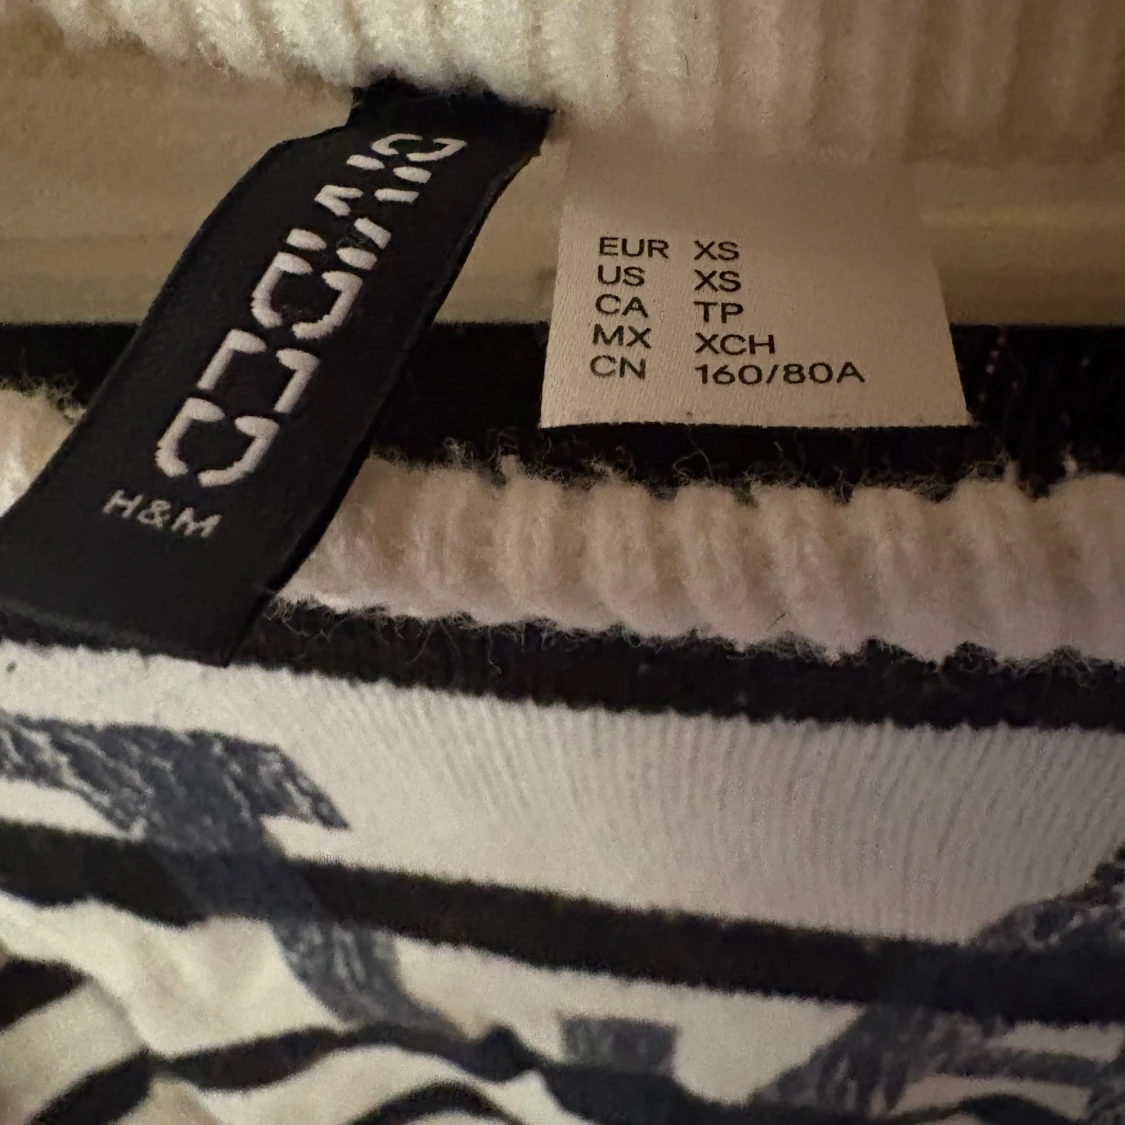 DIVIDED
H&M
EUR XS
US XS
CA TP
MX XCH
CN 160/80A